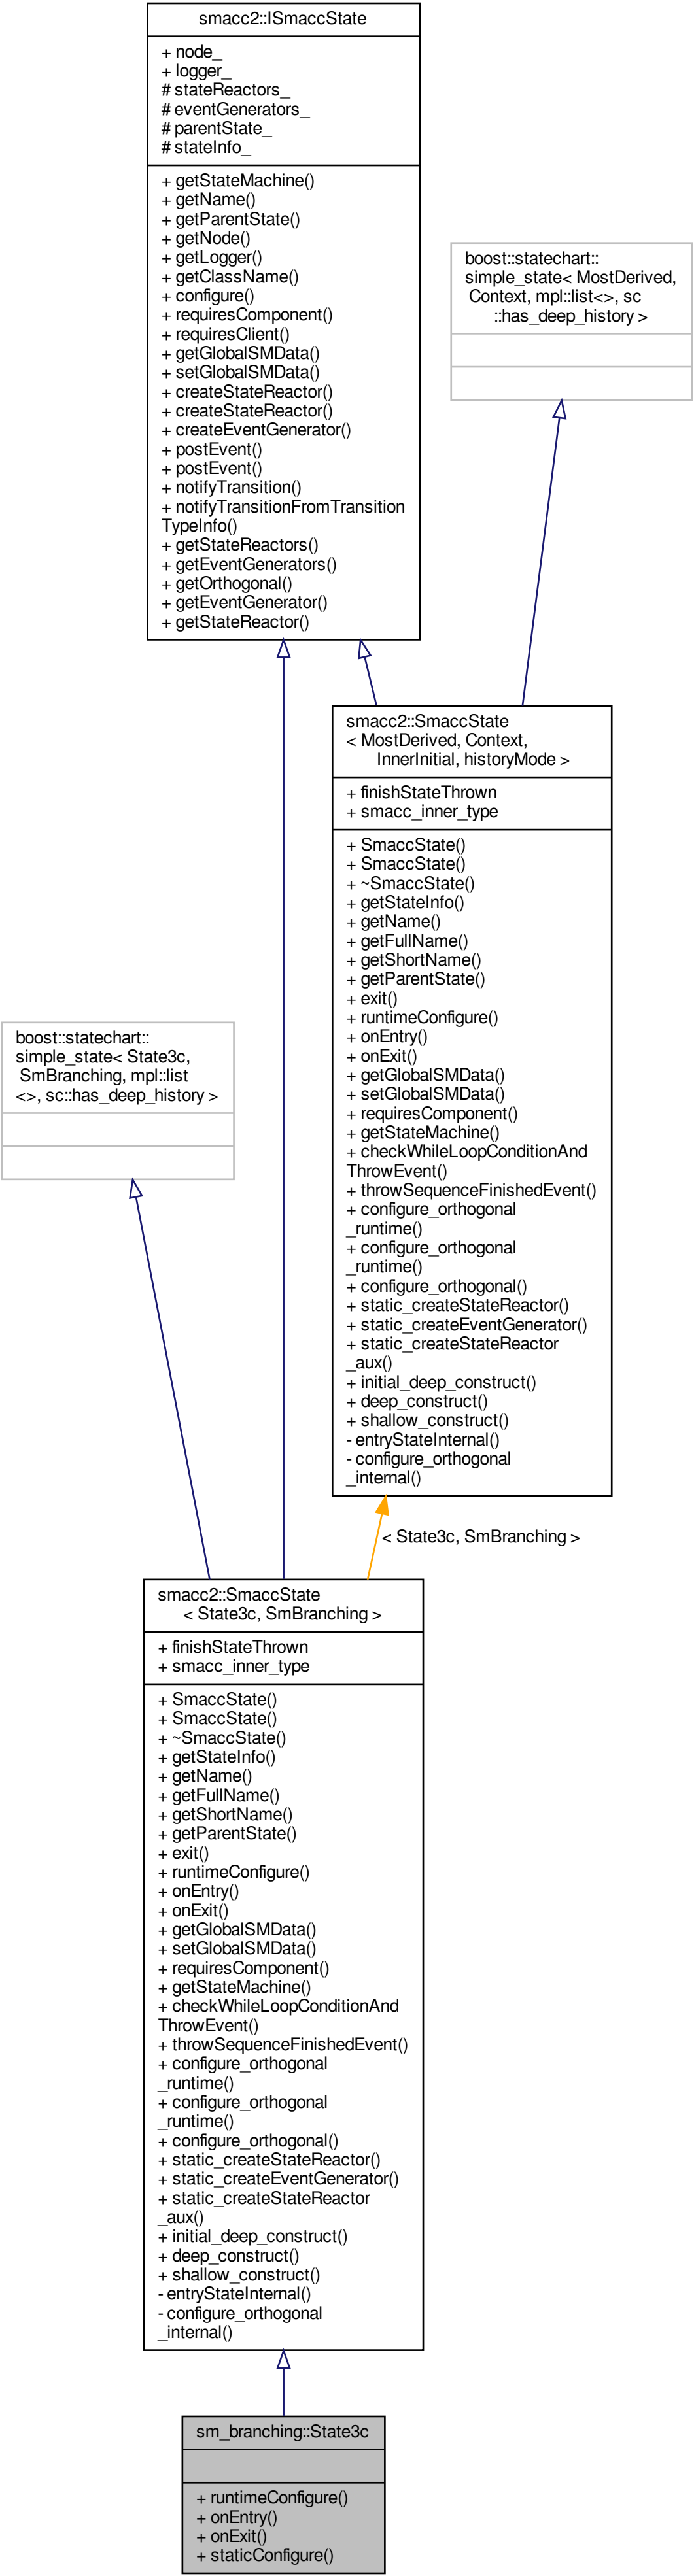 smacc2::ISmaccState
+ node_
+ logger_
# stateReactors_
# eventGenerators_
# parentState_
# stateInfo_
+ getStateMachine()
+ getName()
+ getParentState()
+ getNode()
+ getLogger()
+ getClassName()
+ configure()
+ requiresComponent()
+ requiresClient()
+ getGlobalSMData()
+ setGlobalSMData()
+ createStateReactor()
+ createStateReactor()
+ createEventGenerator()
+ postEvent()
+ postEvent()
+ notifyTransition()
+ notifyTransitionFromTransition
TypeInfo()
+ getStateReactors()
+ getEventGenerators()
+ getOrthogonal()
+ getEventGenerator()
+ getStateReactor()
boost::statechart::
simple_state< MostDerived,
Context, mpl::list<>, sc
::has_deep_history >
smacc2::SmaccState
< MostDerived, Context,
InnerInitial, historyMode >
+ finishStateThrown
+ smacc_inner_type
+ SmaccState()
+ SmaccState()
+ ~SmaccState()
+ getStateInfo()
+ getName()
+ getFullName()
+ getShortName()
+ getParentState()
+ exit()
+ runtimeConfigure()
+ onEntry()
+ onExit()
+ getGlobalSMData()
+ setGlobalSMData()
+ requiresComponent()
+ getStateMachine()
+ checkWhileLoopConditionAnd
ThrowEvent()
+ throwSequenceFinishedEvent()
+ configure_orthogonal
_runtime()
+ configure_orthogonal
_runtime()
+ configure_orthogonal()
+ static_createStateReactor()
+ static_createEventGenerator()
+ static_createStateReactor
_aux()
+ initial_deep_construct()
+ deep_construct()
+ shallow_construct()
- entryStateInternal()
- configure_orthogonal
_internal()
boost::statechart::
simple_state< State3c,
SmBranching, mpl::list
<>, sc::has_deep_history >
< State3c, SmBranching >
smacc2::SmaccState
< State3c, SmBranching >
+ finishStateThrown
+ smacc_inner_type
+ SmaccState()
+ SmaccState()
+ ~SmaccState()
+ getStateInfo()
+ getName()
+ getFullName()
+ getShortName()
+ getParentState()
+ exit()
+ runtimeConfigure()
+ onEntry()
+ onExit()
+ getGlobalSMData()
+ setGlobalSMData()
+ requiresComponent()
+ getStateMachine()
+ checkWhileLoopConditionAnd
ThrowEvent()
+ throwSequenceFinishedEvent()
+ configure_orthogonal
_runtime()
+ configure_orthogonal
_runtime()
+ configure_orthogonal()
+ static_createStateReactor()
+ static_createEventGenerator()
+ static_createStateReactor
_aux()
+ initial_deep_construct()
+ deep_construct()
+ shallow_construct()
- entryStateInternal()
- configure_orthogonal
_internal()
sm_branching::State3c
+ runtimeConfigure()
+ onEntry()
+ onExit()
+ staticConfigure()